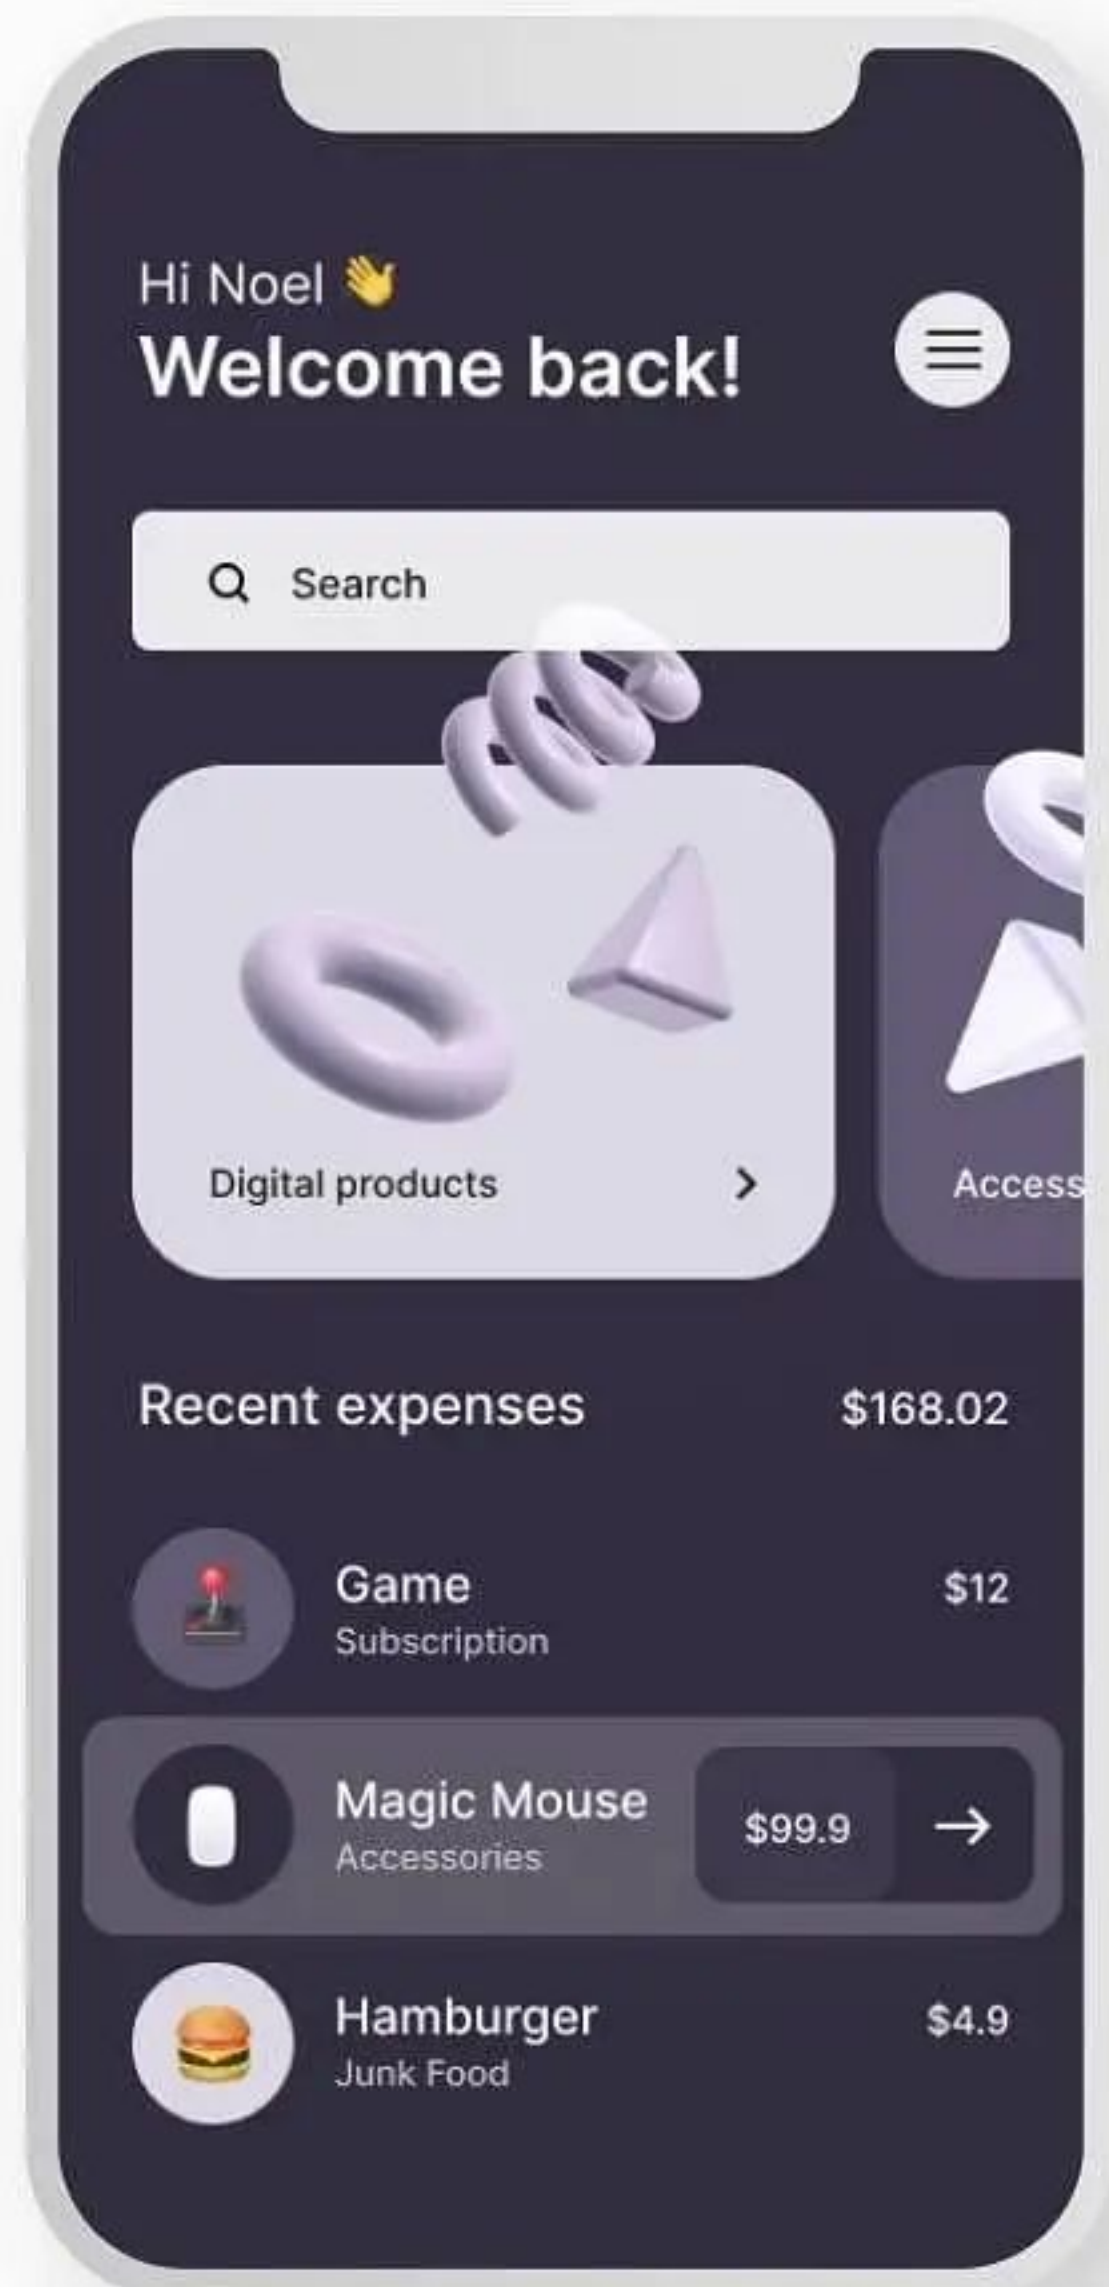 Hi Noel 👋
Welcome back!
Search
Digital products
Access
Recent expenses
$168.02
Game
Subscription
$12
Magic Mouse
Accessories
$99.9
Hamburger
Junk Food
$4.9